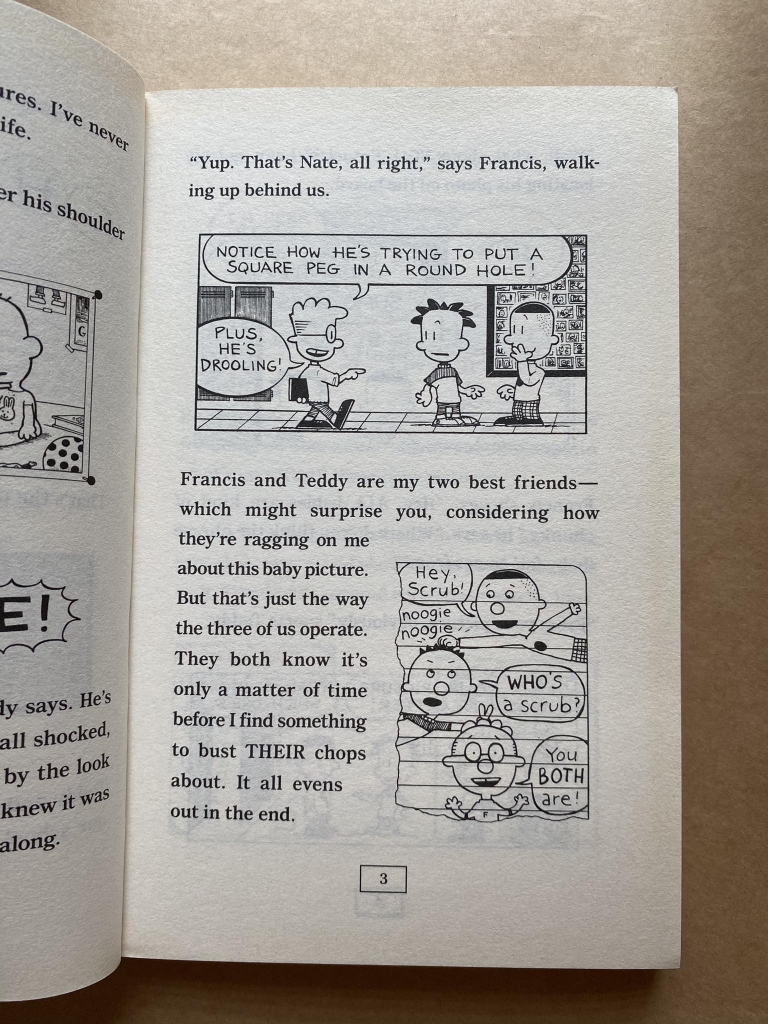 ures. I've never
ife.
er his shoulder
C
E!
dy says. He's
all shocked,
by the look
knew it was
along.
“Yup. That's Nate, all right,” says Francis, walk-
ing up behind us.
NOTICE HOW HE'S TRYING TO PUT A
SQUARE PEG IN A ROUND HOLE!
PLUS,
HE'S
DROOLING!
Francis and Teddy are my two best friends—
which might surprise you, considering how
they're ragging on me
about this baby picture.
But that's just the way
the three of us operate.
They both know it's
only a matter of time
before I find something
to bust THEIR chops
about. It all evens
out in the end.
Hey,
Scrub!
noogie
noogie
WHO'S
a scrub?
You
BOTH
are!
F
3